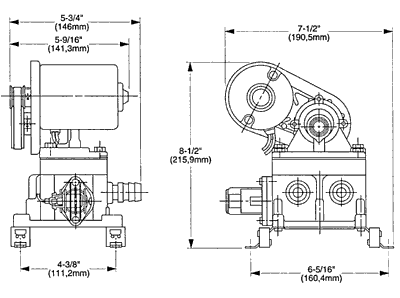 5-3/4"
(146mm)
5-9/16"
(141,3mm)
7-1/2"
(190,5mm)
8-1/2"
(215,9mm)
4-3/8"
(111,2mm)
6-5/16"
(160,4mm)